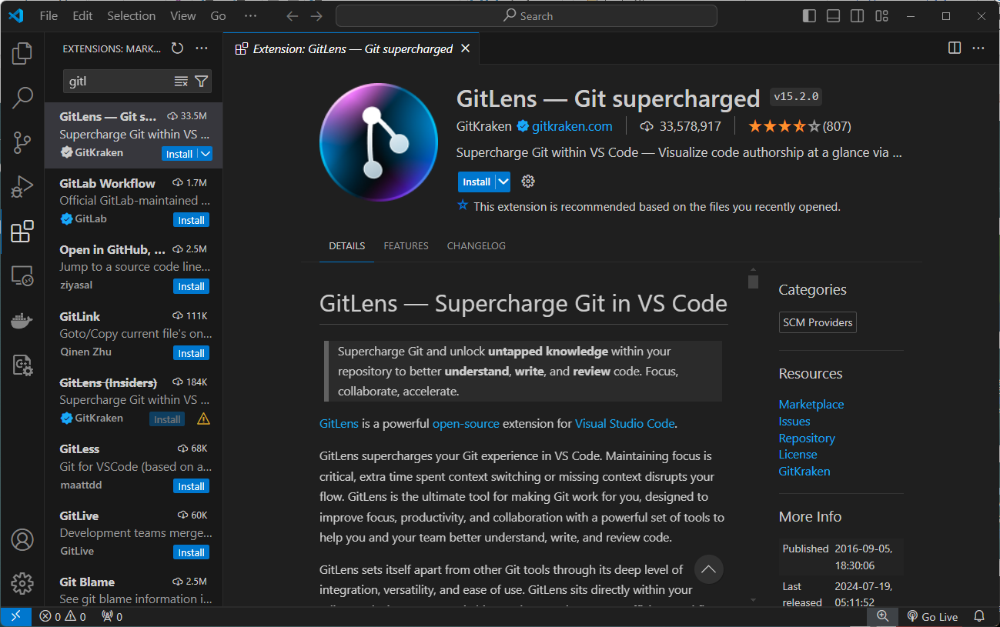 File Edit Selection View Go ···
Search
EXTENSIONS: MARK...
gitl
GitLens — Git s... 33.5M
Supercharge Git within VS ...
GitKraken Install
GitLab Workflow 1.7M
Official GitLab-maintained ...
GitLab Install
Open in GitHub, ... 2.5M
Jump to a source code line...
ziyasal Install
GitLink 111K
Goto/Copy current file's on...
Qinen Zhu Install
GitLens (Insiders) 184K
Supercharge Git within VS ...
GitKraken Install
GitLess 68K
Git for VSCode (based on a...
maattdd Install
GitLive 60K
Development teams merge...
GitLive Install
Git Blame 2.5M
See git blame information i...
Extension: GitLens — Git supercharged
GitLens — Git supercharged v15.2.0
GitKraken gitkraken.com 33,578,917 (807)
Supercharge Git within VS Code — Visualize code authorship at a glance via ...
Install
This extension is recommended based on the files you recently opened.
DETAILS FEATURES CHANGELOG
GitLens — Supercharge Git in VS Code
Supercharge Git and unlock untapped knowledge within your
repository to better understand, write, and review code. Focus,
collaborate, accelerate.
GitLens is a powerful open-source extension for Visual Studio Code.
GitLens supercharges your Git experience in VS Code. Maintaining focus is
critical, extra time spent context switching or missing context disrupts your
flow. GitLens is the ultimate tool for making Git work for you, designed to
improve focus, productivity, and collaboration with a powerful set of tools to
help you and your team better understand, write, and review code.
GitLens sets itself apart from other Git tools through its deep level of
integration, versatility, and ease of use. GitLens sits directly within your
Categories
SCM Providers
Resources
Marketplace
Issues
Repository
License
GitKraken
More Info
Published 2016-09-05,
18:30:06
Last 2024-07-19,
released 05:11:52
0 0 0
Go Live